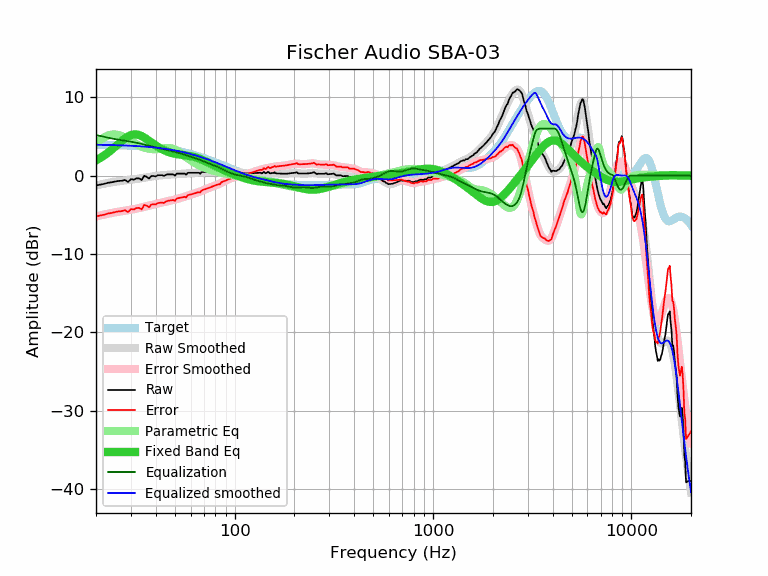 Fischer Audio SBA-03
Amplitude (dBr)
10
0
−10
−20
−30
−40
Target
Raw Smoothed
Error Smoothed
Raw
Error
Parametric Eq
Fixed Band Eq
Equalization
Equalized smoothed
100
1000
10000
Frequency (Hz)